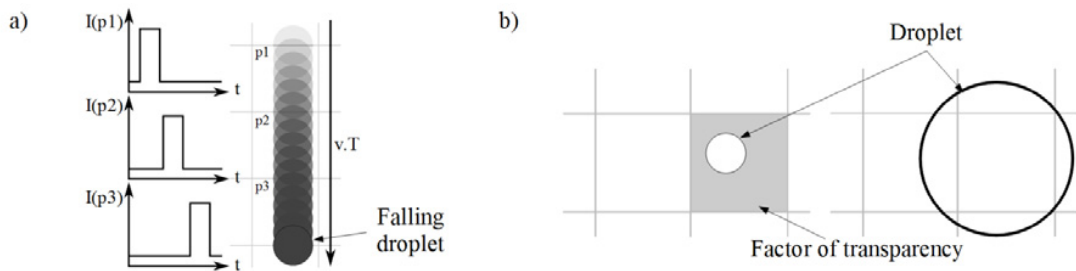 a)
I(p1)
t
I(p2)
t
I(p3)
t
p1
p2
p3
v.T
Falling
droplet
b)
Droplet
Factor of transparency